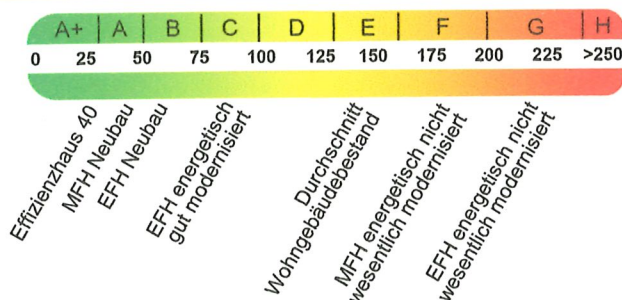 A+ A B C D E F G H
0 25 50 75 100 125 150 175 200 225 >250
Effizienzhaus 40
MFH Neubau
EFH Neubau
EFH energetisch
gut modernisiert
Durchschnitt
Wohngebäudebestand
MFH energetisch nicht
wesentlich modernisiert
EFH energetisch nicht
wesentlich modernisiert